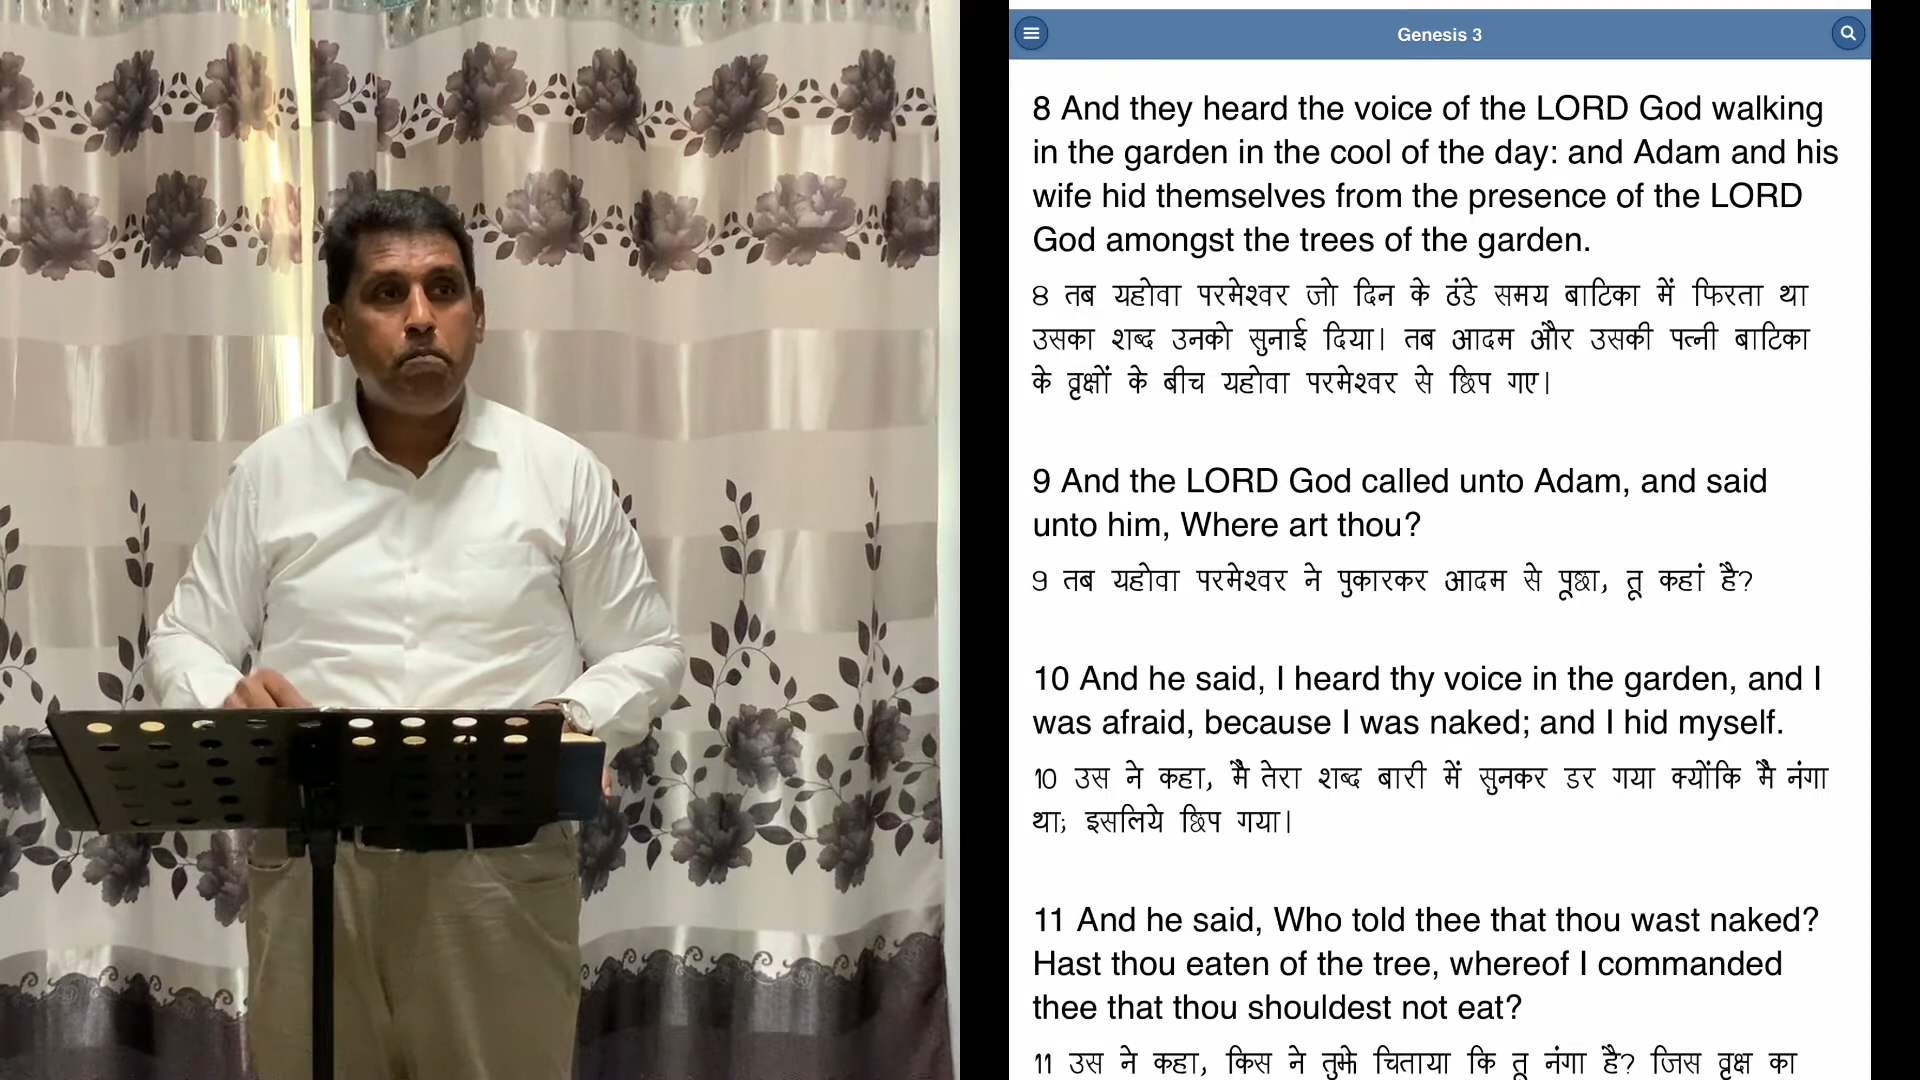 Genesis 3
8 And they heard the voice of the LORD God walking
in the garden in the cool of the day: and Adam and his
wife hid themselves from the presence of the LORD
God amongst the trees of the garden.
8 तब यहोवा परमेश्वर जो दिन के ठंडे समय बाटिका में फिरता था
उसका शब्द उनको सुनाई दिया। तब आदम और उसकी पत्नी बाटिका
के वृक्षों के बीच यहोवा परमेश्वर से छिप गए।
9 And the LORD God called unto Adam, and said
unto him, Where art thou?
9 तब यहोवा परमेश्वर ने पुकारकर आदम से पूछा, तू कहां है?
10 And he said, I heard thy voice in the garden, and I
was afraid, because I was naked; and I hid myself.
10 उस ने कहा, मैं तेरा शब्द बारी में सुनकर डर गया क्योंकि मैं नंगा
था; इसलिये छिप गया।
11 And he said, Who told thee that thou wast naked?
Hast thou eaten of the tree, whereof I commanded
thee that thou shouldest not eat?
11 उस ने कहा, किस ने तुझे चिताया कि तू नंगा है? जिस वृक्ष का